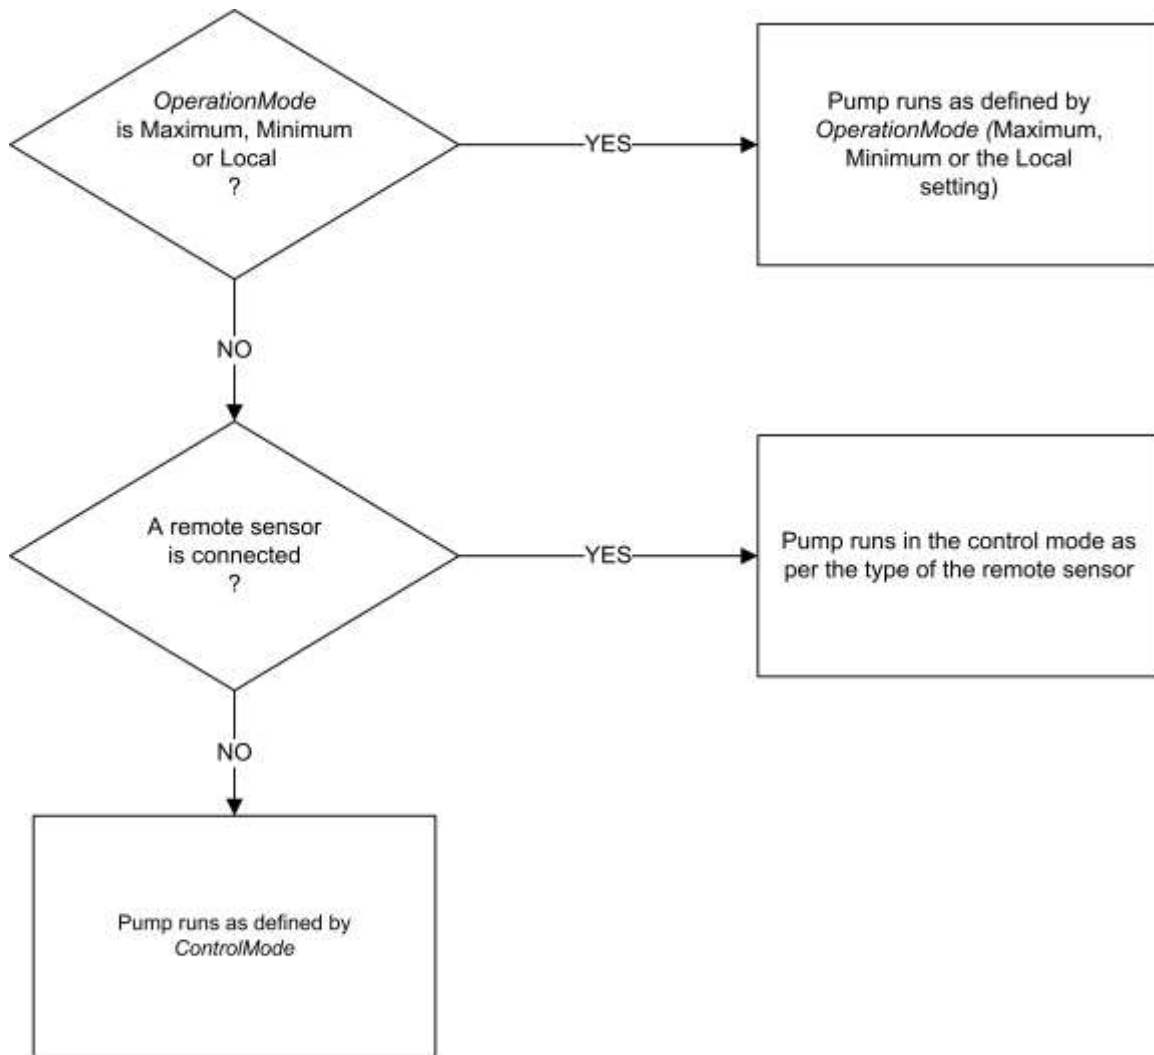 OperationMode
is Maximum, Minimum
or Local
?
YES
Pump runs as defined by
OperationMode (Maximum,
Minimum or the Local
setting)
NO
A remote sensor
is connected
?
YES
Pump runs in the control mode as
per the type of the remote sensor
NO
Pump runs as defined by
ControlMode